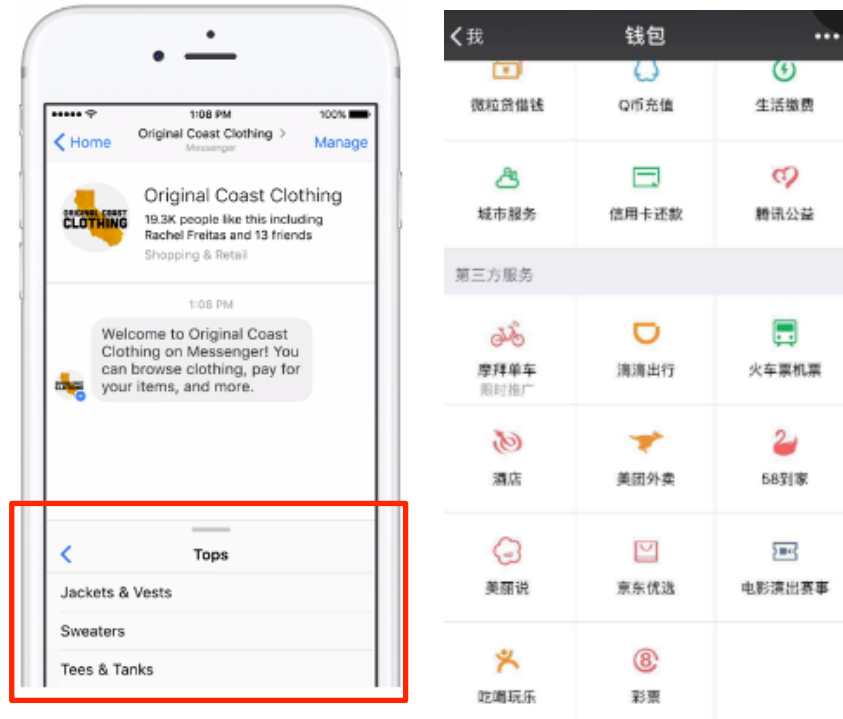 1:08 PM
100%
Home
Original Coast Clothing >
Messenger
Manage
ORIGINAL COAST
CLOTHING
Original Coast Clothing
19.3K people like this including
Rachel Freitas and 13 friends
Shopping & Retail
1:08 PM
Welcome to Original Coast
Clothing on Messenger! You
can browse clothing, pay for
your items, and more.
Tops
Jackets & Vests
Sweaters
Tees & Tanks
我
钱包
微粒贷借钱
Q币充值
生活缴费
城市服务
信用卡还款
腾讯公益
第三方服务
摩拜单车
限时推广
滴滴出行
火车票机票
酒店
美团外卖
58到家
美丽说
京东优选
电影演出赛事
吃喝玩乐
彩票